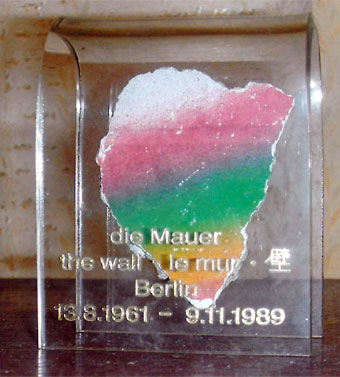 die Mauer
the wall · le mur · 壁
Berlin
13.8.1961 – 9.11.1989